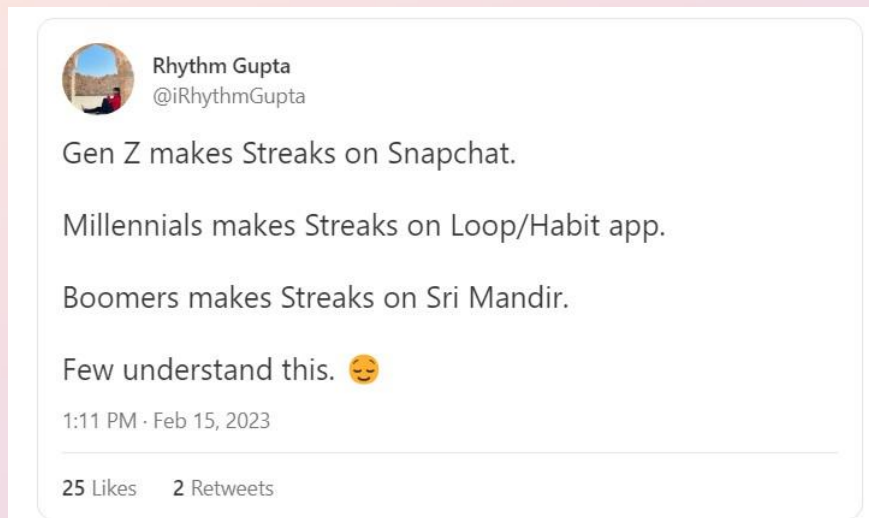 Rhythm Gupta
@iRhythmGupta
Gen Z makes Streaks on Snapchat.
Millennials makes Streaks on Loop/Habit app.
Boomers makes Streaks on Sri Mandir.
Few understand this. 😌
1:11 PM · Feb 15, 2023
25 Likes 2 Retweets